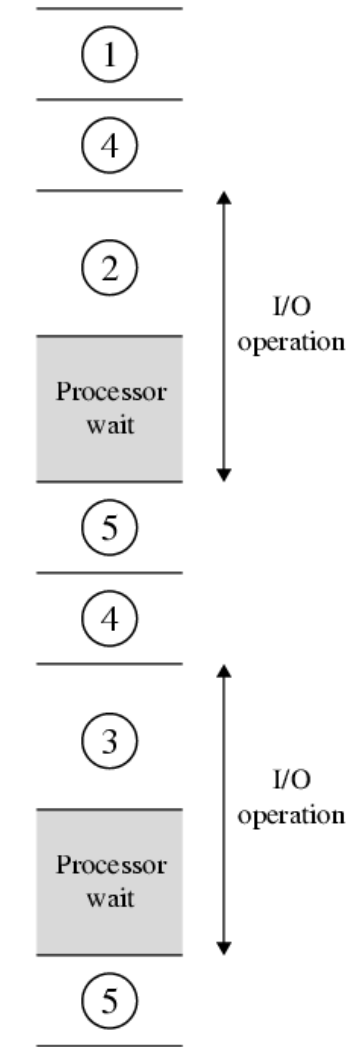 1
4
2
I/O
operation
Processor
wait
5
4
3
I/O
operation
Processor
wait
5